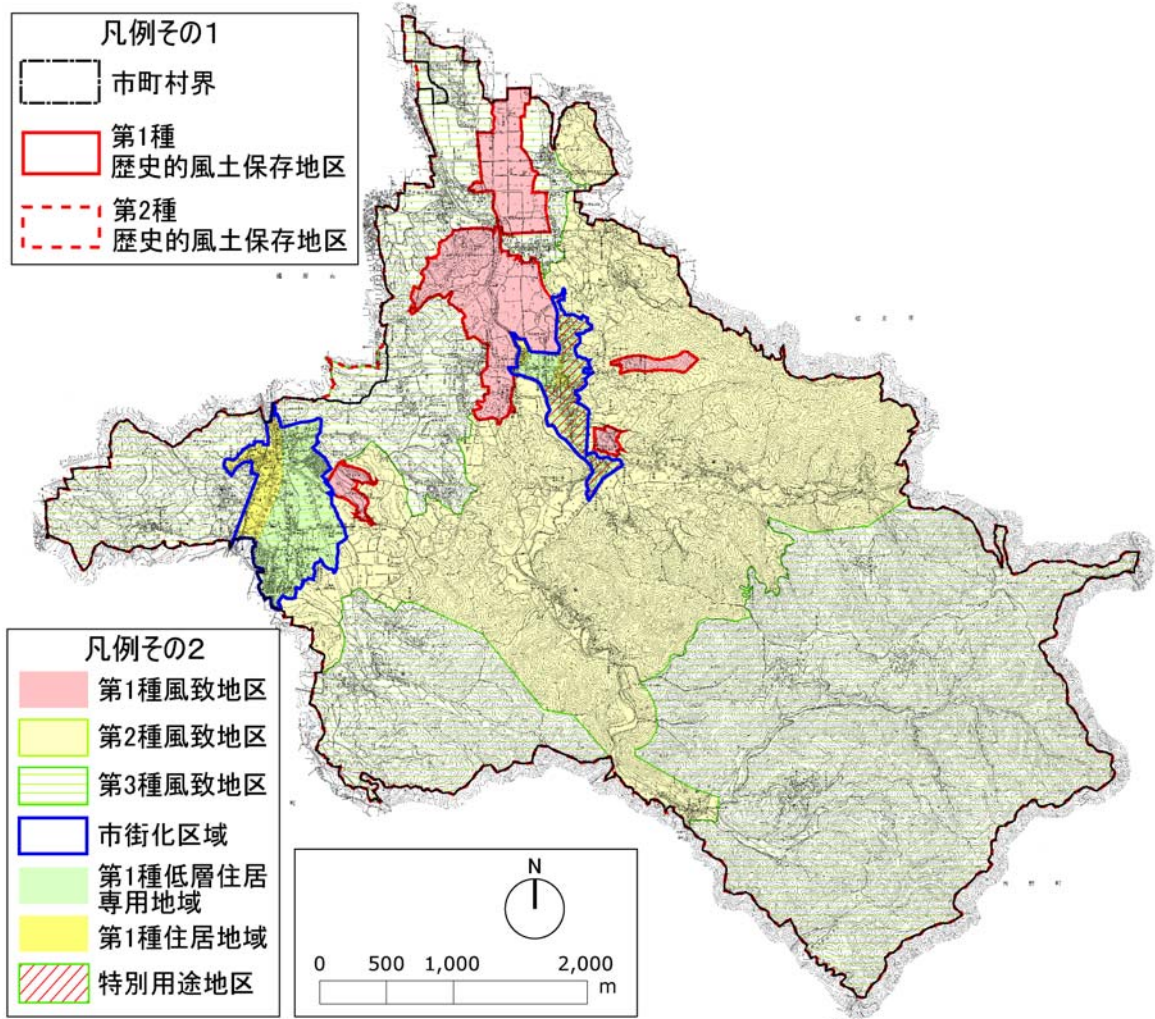 凡例その1
市町村界
第1種
歴史的風土保存地区
第2種
歴史的風土保存地区
凡例その2
第1種風致地区
第2種風致地区
第3種風致地区
市街化区域
第1種低層住居
専用地域
第1種住居地域
特別用途地区
N
0 500 1,000 2,000
m